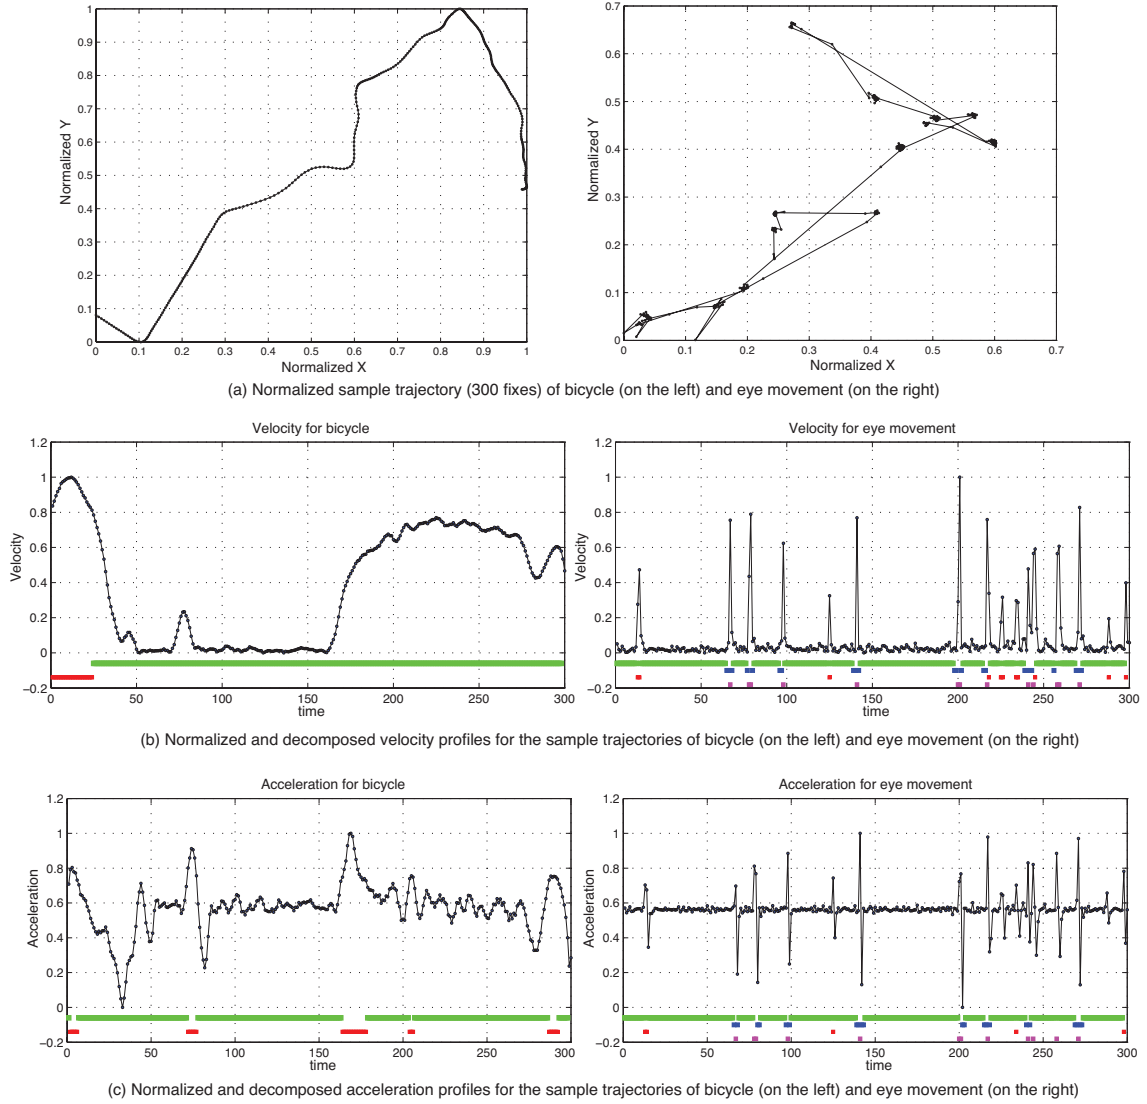 1
0.9
0.8
0.7
0.6
0.5
0.4
0.3
0.2
0.1
0
Normalized Y
0 0.1 0.2 0.3 0.4 0.5 0.6 0.7 0.8 0.9 1
Normalized X
0.7
0.6
0.5
0.4
0.3
0.2
0.1
0
Normalized Y
0 0.1 0.2 0.3 0.4 0.5 0.6 0.7
Normalized X
(a) Normalized sample trajectory (300 fixes) of bicycle (on the left) and eye movement (on the right)
Velocity for bicycle
1.2
1
0.8
0.6
0.4
0.2
0
−0.2
Velocity
0 50 100 150 200 250 300
time
Velocity for eye movement
1.2
1
0.8
0.6
0.4
0.2
0
−0.2
Velocity
0 50 100 150 200 250 300
time
(b) Normalized and decomposed velocity profiles for the sample trajectories of bicycle (on the left) and eye movement (on the right)
Acceleration for bicycle
1.2
1
0.8
0.6
0.4
0.2
0
−0.2
Acceleration
0 50 100 150 200 250 300
time
Acceleration for eye movement
1.2
1
0.8
0.6
0.4
0.2
0
−0.2
Acceleration
0 50 100 150 200 250 300
time
(c) Normalized and decomposed acceleration profiles for the sample trajectories of bicycle (on the left) and eye movement (on the right)